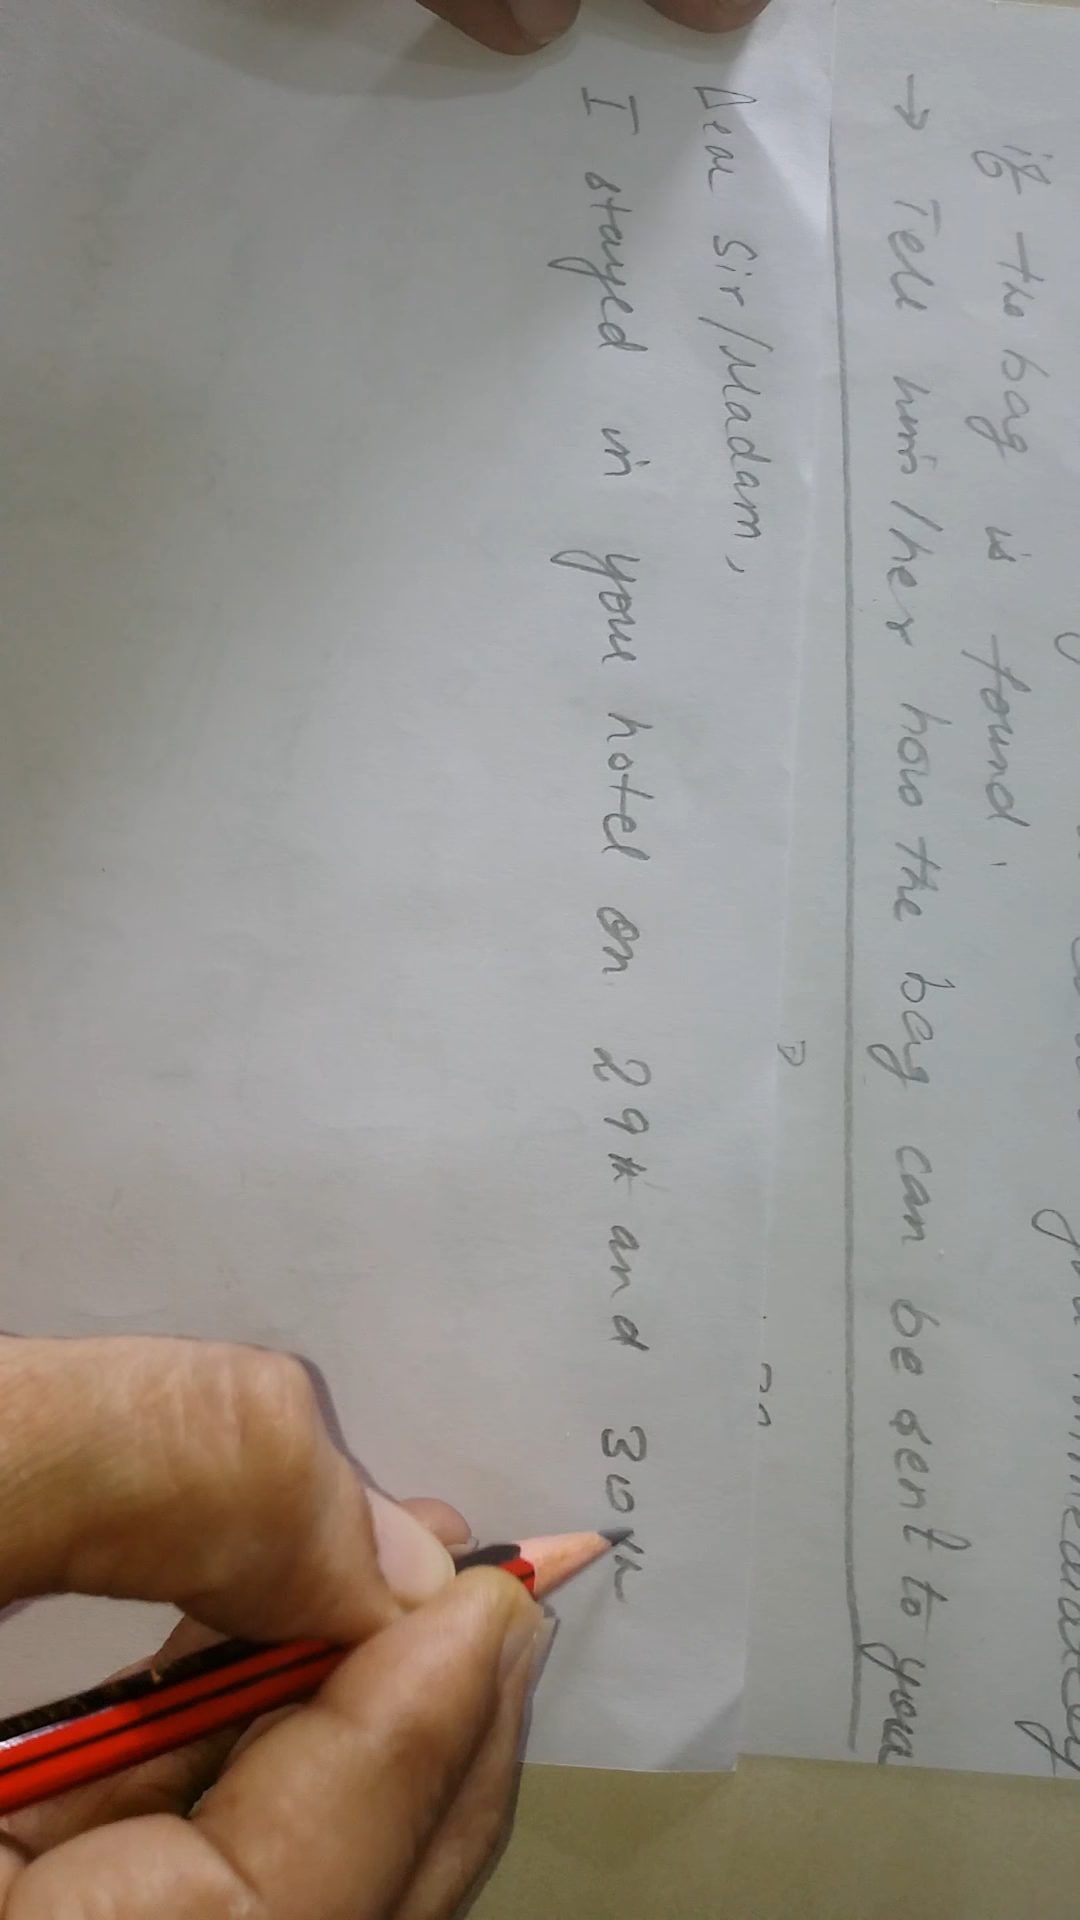 if the bag is found.
→ Tell him/her how the bag can be sent to you
Dear Sir/Madam,
I stayed in your hotel on 29th and 30th